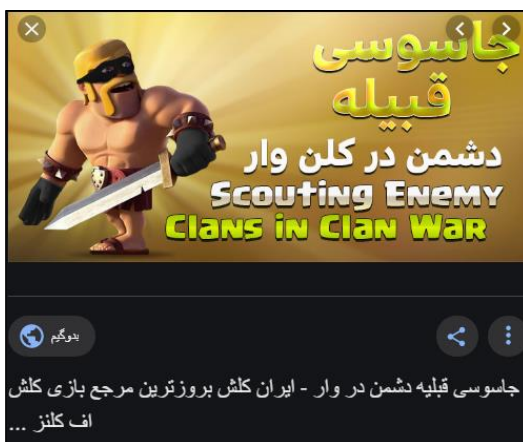 جاسوسی
قبیله
دشمن در کلن وار
Scouting Enemy
Clans in Clan War
بدوگیم
جاسوسی قبلیه دشمن در وار - ایران کلش بروزترین مرجع بازی کلش
اف کلنز ...